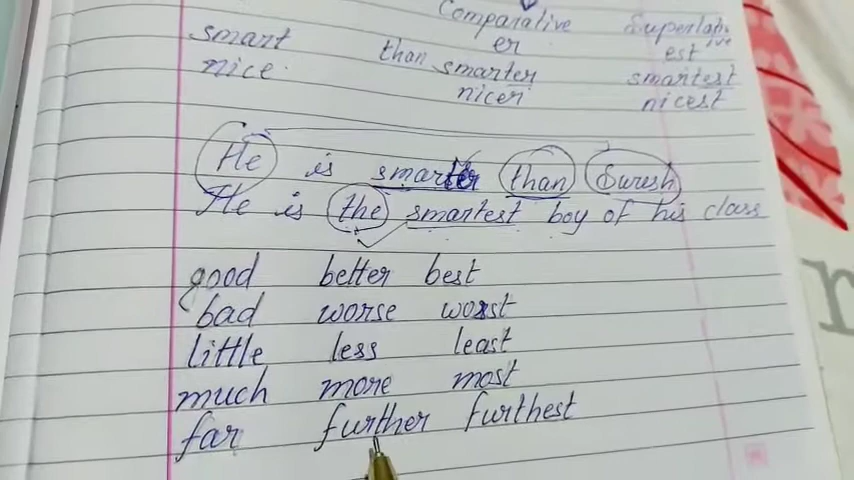 Comparative Superlative
er est
smart than smarter smartest
nice nicer nicest
He is smarter than Suresh
He is the smartest boy of his class
good better best
bad worse worst
little less least
much more most
far further furthest